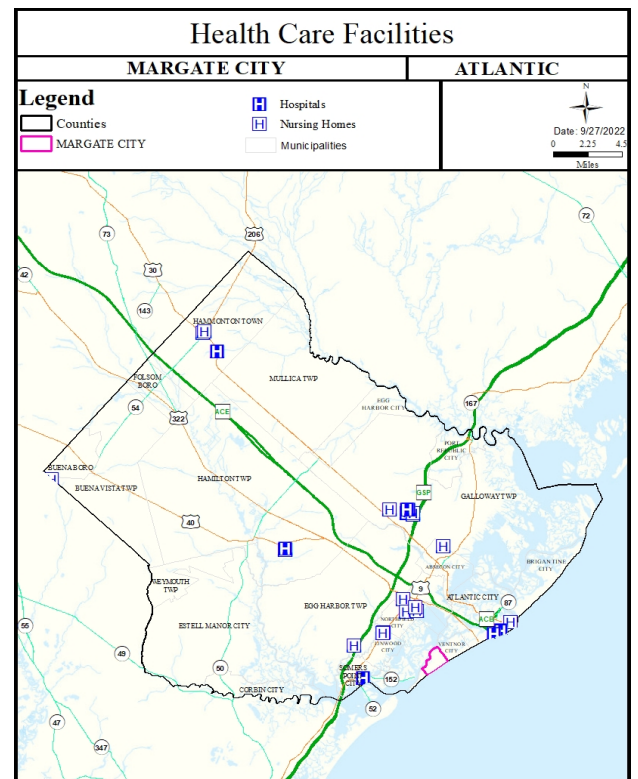 Health Care Facilities
MARGATE CITY
ATLANTIC
Legend
Counties
MARGATE CITY
H Hospitals
H Nursing Homes
Municipalities
N
Date: 9/27/2022
0 2.25 4.5
Miles
72
206
73
30
42
143
HAMMONTON TOWN
H
H
MULLICA TWP
FOLSOM
BORO
54
ACE
322
EGG
HARBOR CITY
167
PORT
REPUBLIC
CITY
BUENA BORO
H
BUENA VISTA TWP
HAMILTON TWP
GSP
GALLOWAY TWP
H
H
H
40
H
H
ABSECON CITY
BRIGANTINE
CITY
WEYMOUTH
TWP
9
ATLANTIC CITY
87
EGG HARBOR TWP
H
H
H
ACB
H
H
H
55
ESTELL MANOR CITY
CITY
H
LINWOOD
CITY
VENTNOR
CITY
49
H
50
SOMERS
POINT
H
152
CORBIN CITY
52
47
347